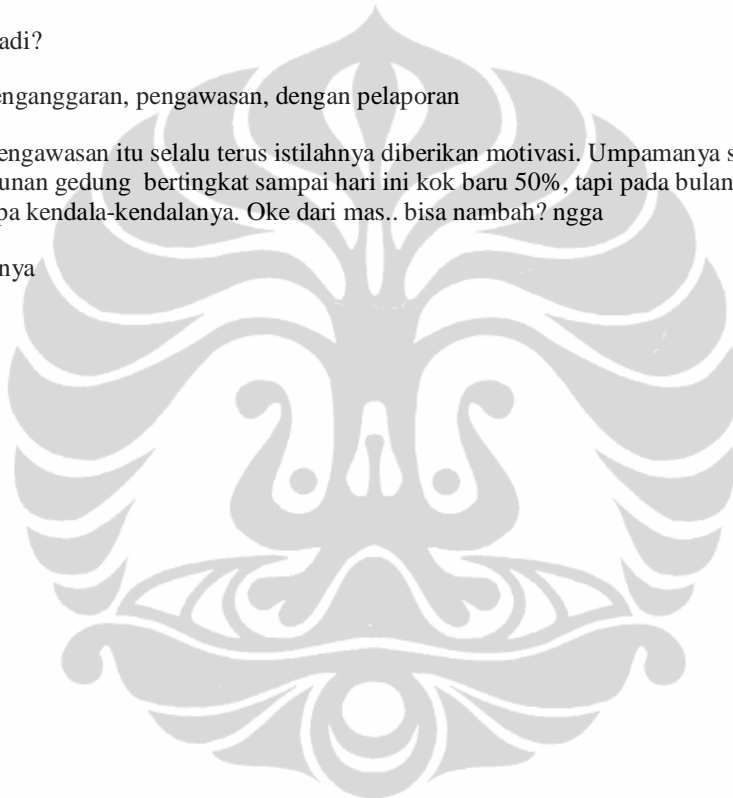 adi?
enganggaran, pengawasan, dengan pelaporan
engawasan itu selalu terus istilahnya diberikan motivasi. Umpamanya s
unan gedung bertingkat sampai hari ini kok baru 50%, tapi pada bulan
pa kendala-kendalanya. Oke dari mas.. bisa nambah? ngga
nya